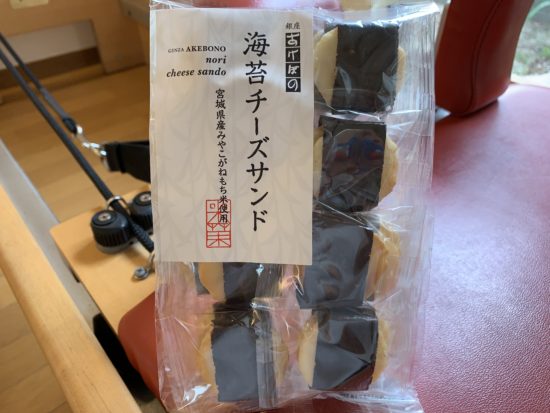 銀座
あけぼの
GINZA AKEBONO
nori
cheese sando
海苔チーズサンド
宮城県産みやこがねもち米使用